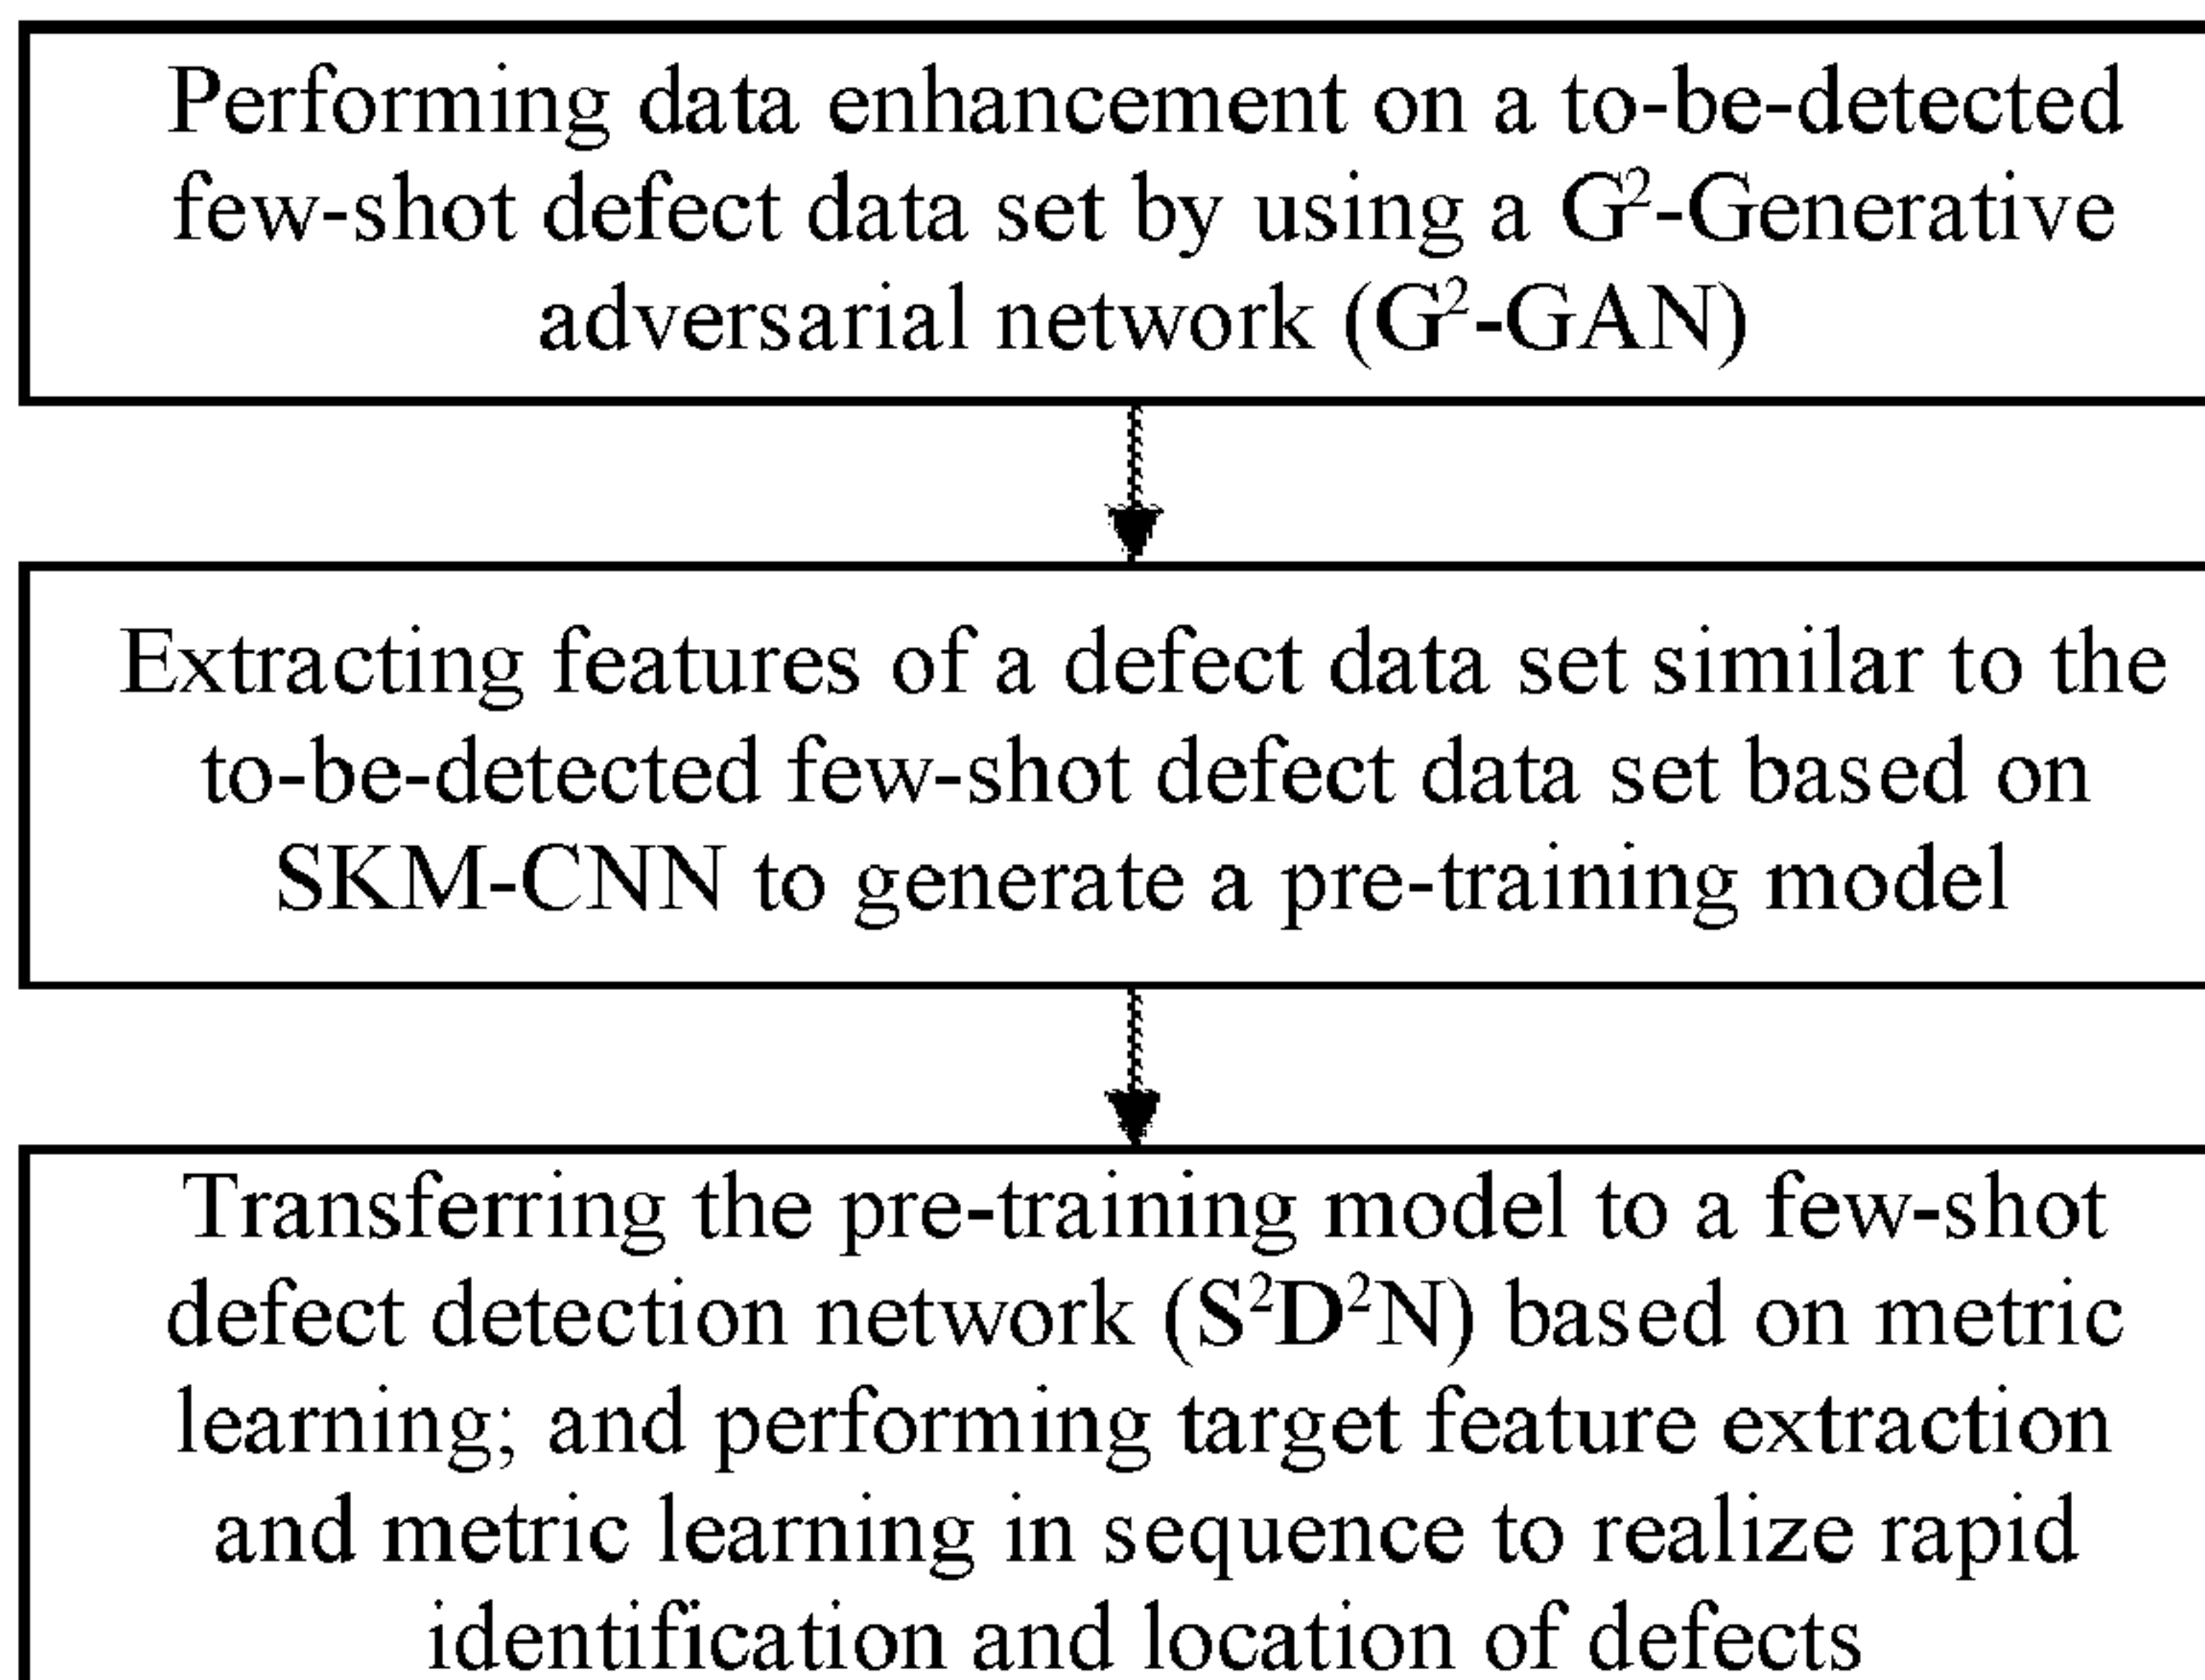 Performing data enhancement on a to-be-detected
few-shot defect data set by using a G²-Generative
adversarial network (G²-GAN)
Extracting features of a defect data set similar to the
to-be-detected few-shot defect data set based on
SKM-CNN to generate a pre-training model
Transferring the pre-training model to a few-shot
defect detection network (S²D²N) based on metric
learning; and performing target feature extraction
and metric learning in sequence to realize rapid
identification and location of defects